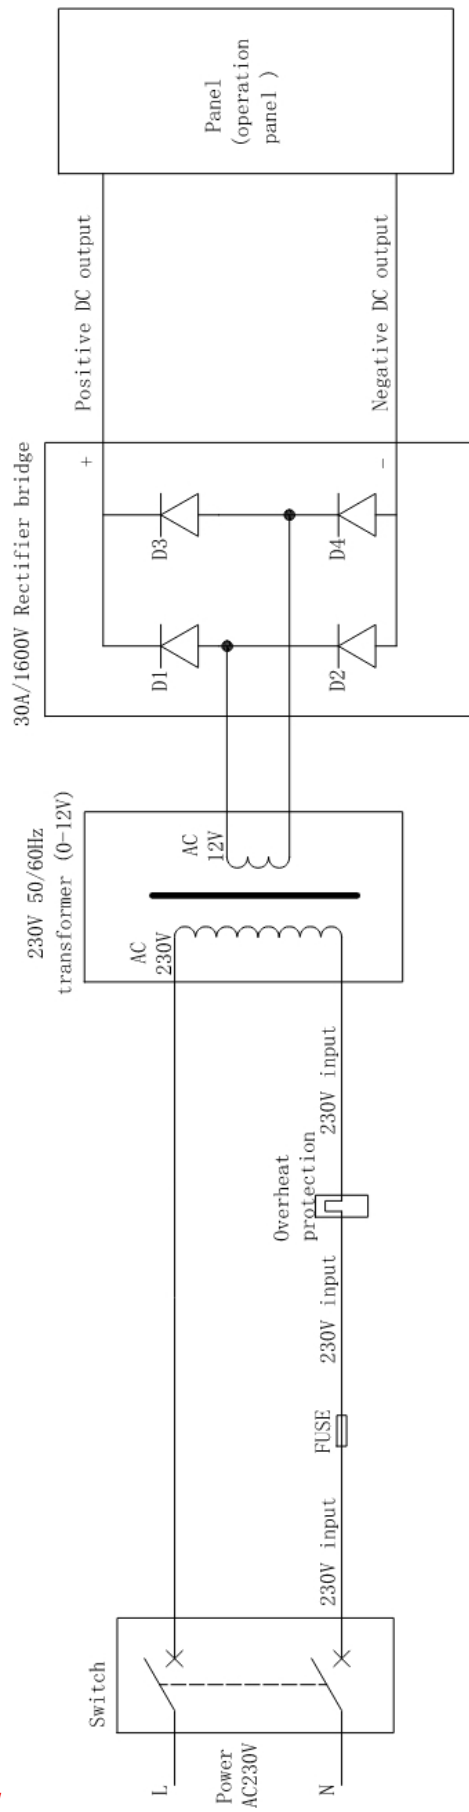 L
N
Power
AC230V
Switch
230V input
FUSE
230V input
Overheat
protection
230V input
230V 50/60Hz
transformer (0-12V)
AC
230V
AC
12V
30A/1600V Rectifier bridge
D1
D3
D2
D4
+
-
Positive DC output
Negative DC output
Panel
(operation
panel )